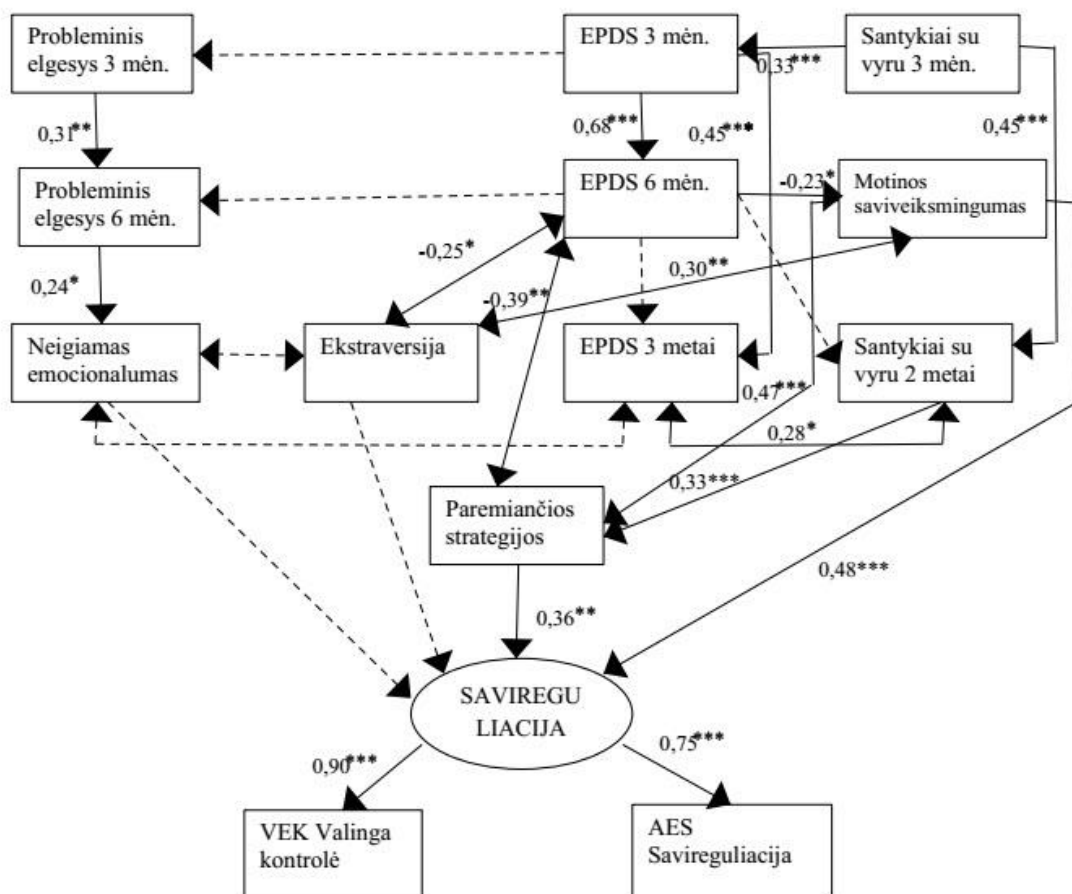 Probleminis
elgesys 3 mėn.
EPDS 3 mėn.
Santykiai su
vyru 3 mėn.
0,33***
0,31**
0,68***
0,45***
0,45***
Probleminis
elgesys 6 mėn.
EPDS 6 mėn.
-0,23*
Motinos
saviveiksmingumas
-0,25*
0,30**
0,24*
-0,39**
Neigiamas
emocionalumas
Ekstraversija
EPDS 3 metai
Santykiai su
vyru 2 metai
0,47***
0,28*
0,33***
Paremiančios
strategijos
0,48***
0,36**
SAVIREGU
LIACIJA
0,90***
0,75***
VEK Valinga
kontrolė
AES
Savireguliacija